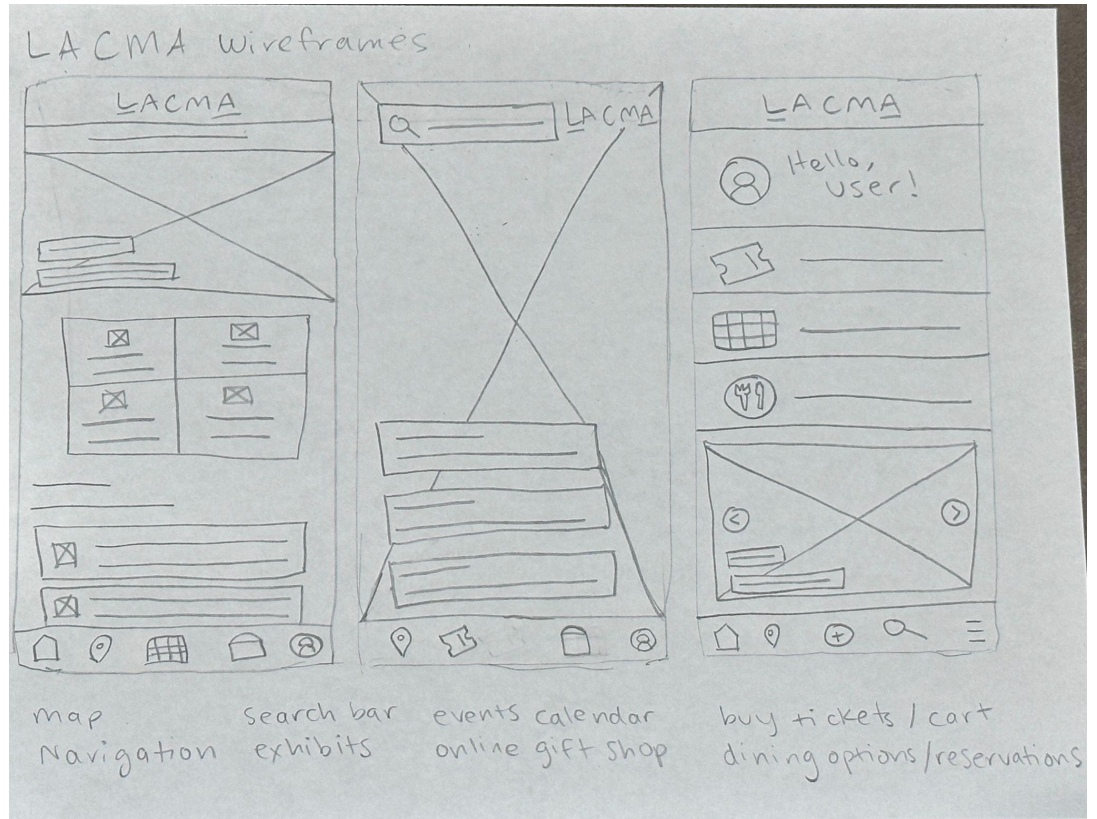 LACMA wireframes
LACMA
LACMA
LACMA
Hello,
user!
map
Navigation
search bar
exhibits
events calendar
online gift shop
buy tickets / cart
dining options/reservations